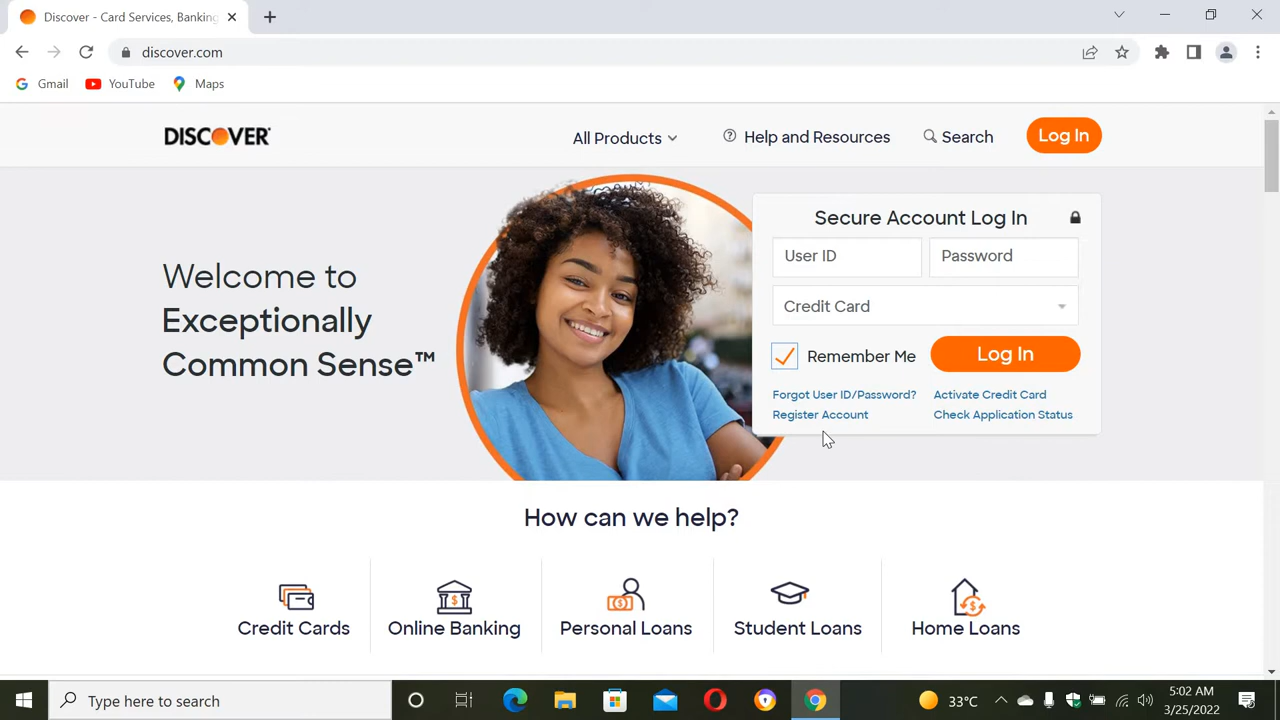 Discover - Card Services, Banking
discover.com
Gmail YouTube Maps
DISCOVER
All Products Help and Resources Search Log In
Welcome to
Exceptionally
Common Sense™
Secure Account Log In
User ID Password
Credit Card
Remember Me Log In
Forgot User ID/Password? Activate Credit Card
Register Account Check Application Status
How can we help?
Credit Cards Online Banking Personal Loans Student Loans Home Loans
Type here to search
33°C
5:02 AM
3/25/2022